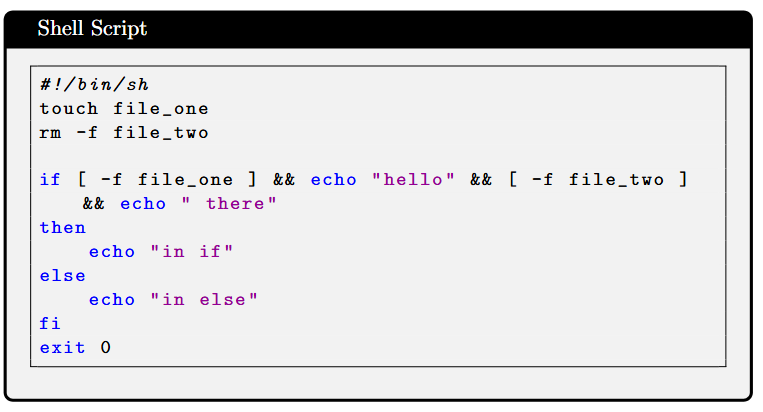 Shell Script
#!/bin/sh
touch file_one
rm -f file_two
if [ -f file_one ] && echo "hello" && [ -f file_two ]
&& echo " there"
then
echo "in if"
else
echo "in else"
fi
exit 0